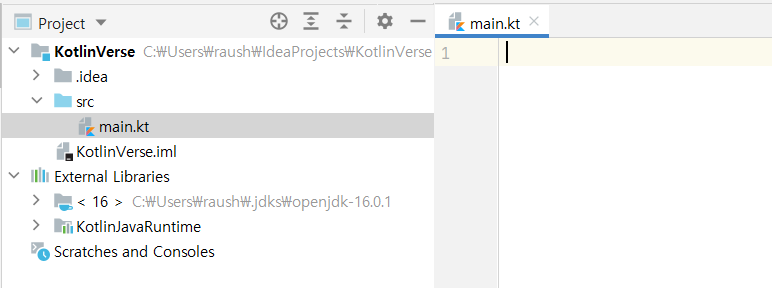 Project
main.kt
KotlinVerse C:₩Users₩raush₩IdeaProjects₩KotlinVerse
1
.idea
src
main.kt
KotlinVerse.iml
External Libraries
< 16 > C:₩Users₩raush₩.jdks₩openjdk-16.0.1
KotlinJavaRuntime
Scratches and Consoles